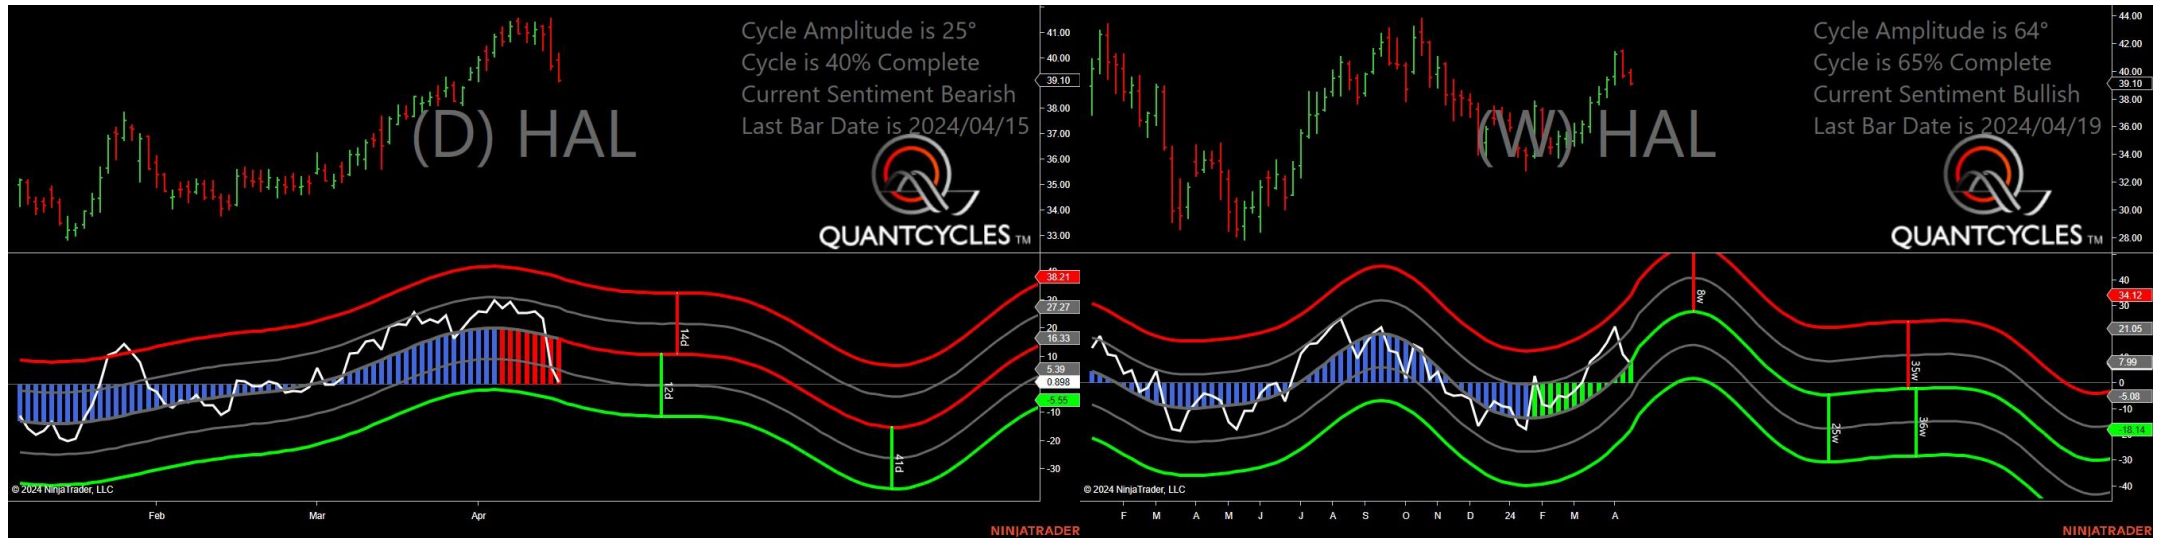 Cycle Amplitude is 25°
Cycle is 40% Complete
Current Sentiment Bearish
Last Bar Date is 2024/04/15
(D) HAL
QUANTCYCLES TM
41.00
40.00
39.10
38.00
37.00
36.00
35.00
34.00
33.00
38.21
27.27
20
16.33
10
5.39
0.898
-5.55
-10
-20
-30
14d
12d
41d
© 2024 NinjaTrader, LLC
Feb Mar Apr
NINJATRADER
Cycle Amplitude is 64°
Cycle is 65% Complete
Current Sentiment Bullish
Last Bar Date is 2024/04/19
(W) HAL
QUANTCYCLES TM
44.00
42.00
40.00
39.10
38.00
36.00
34.00
32.00
30.00
28.00
40
34.12
30
21.05
7.99
0
-5.08
-10
-18.14
-30
-40
8w
35w
25w
36w
© 2024 NinjaTrader, LLC
F M A M J J A S O N D 24 F M A
NINJATRADER